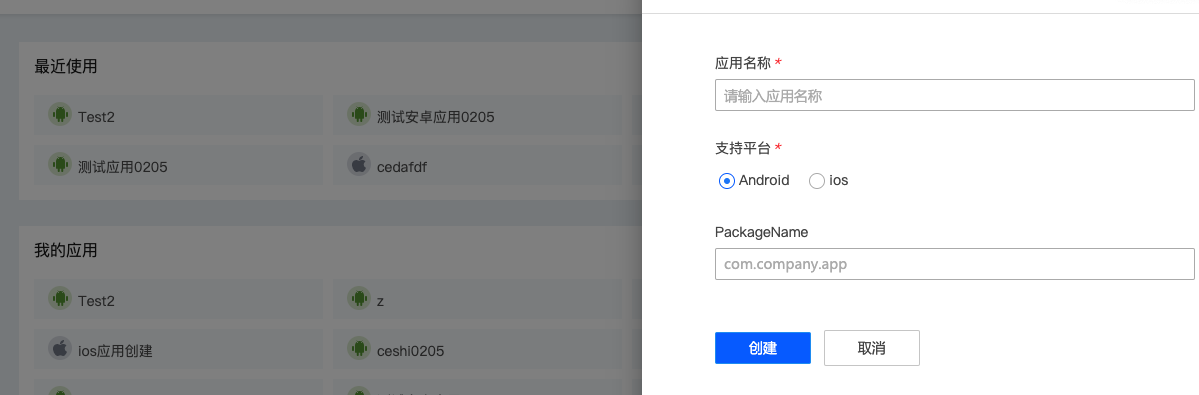 最近使用
Test2
测试安卓应用0205
测试应用0205
cedafdf
我的应用
Test2
z
ios应用创建
ceshi0205
应用名称 *
请输入应用名称
支持平台 *
Android
ios
PackageName
com.company.app
创建
取消